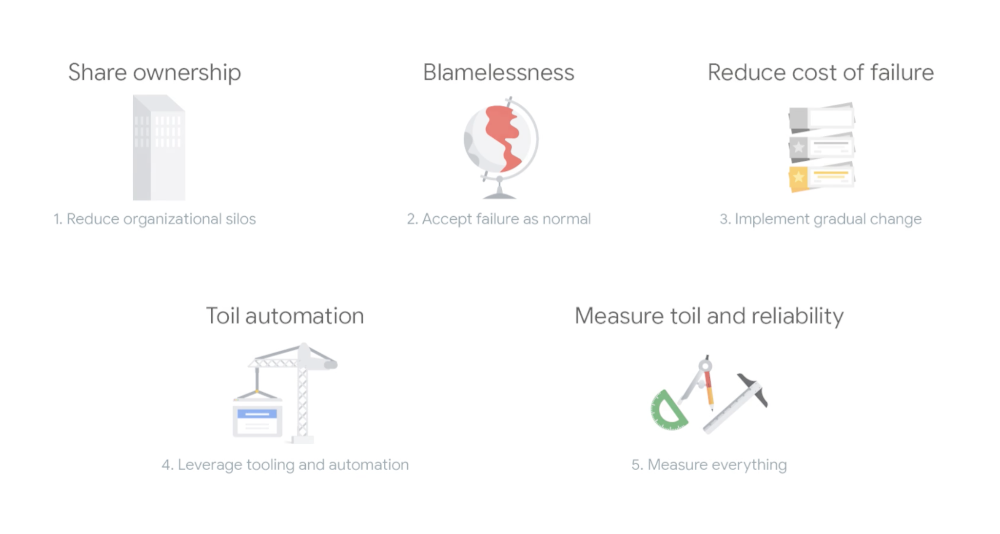 Share ownership
Blamelessness
Reduce cost of failure
1. Reduce organizational silos
2. Accept failure as normal
3. Implement gradual change
Toil automation
Measure toil and reliability
4. Leverage tooling and automation
5. Measure everything